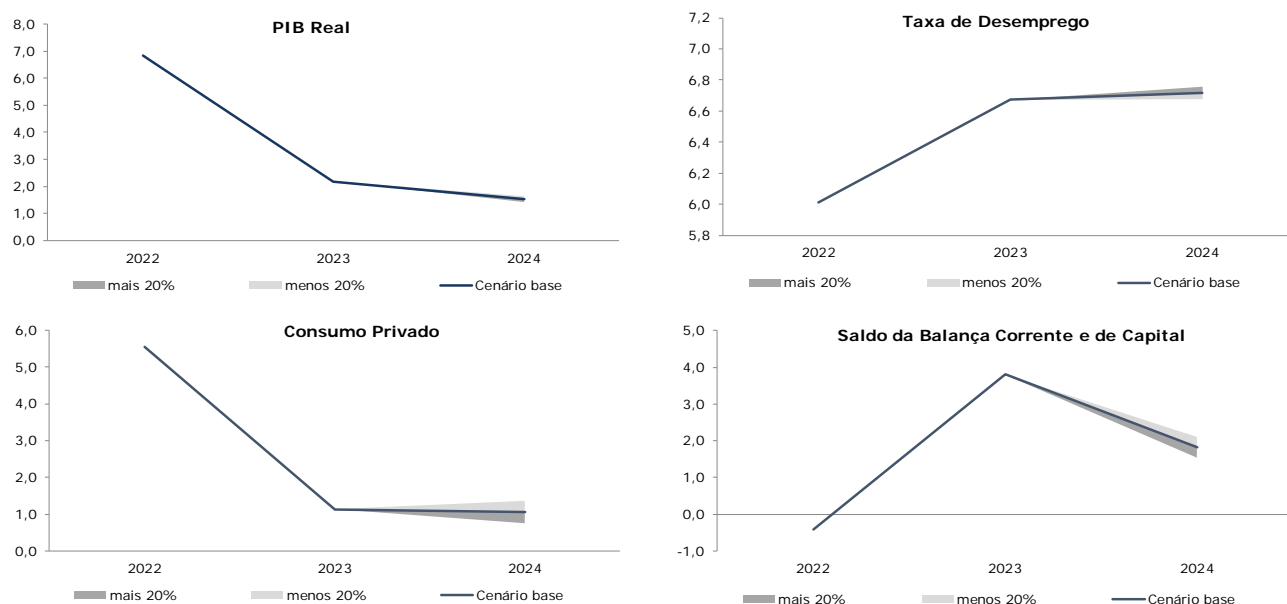 PIB Real
8,0
7,0
6,0
5,0
4,0
3,0
2,0
1,0
0,0
2022 2023 2024
mais 20% menos 20% Cenário base
Taxa de Desemprego
7,2
7,0
6,8
6,6
6,4
6,2
6,0
5,8
2022 2023 2024
mais 20% menos 20% Cenário base
Consumo Privado
6,0
5,0
4,0
3,0
2,0
1,0
0,0
2022 2023 2024
mais 20% menos 20% Cenário base
Saldo da Balança Corrente e de Capital
5,0
4,0
3,0
2,0
1,0
0,0
-1,0
2022 2023 2024
mais 20% menos 20% Cenário base